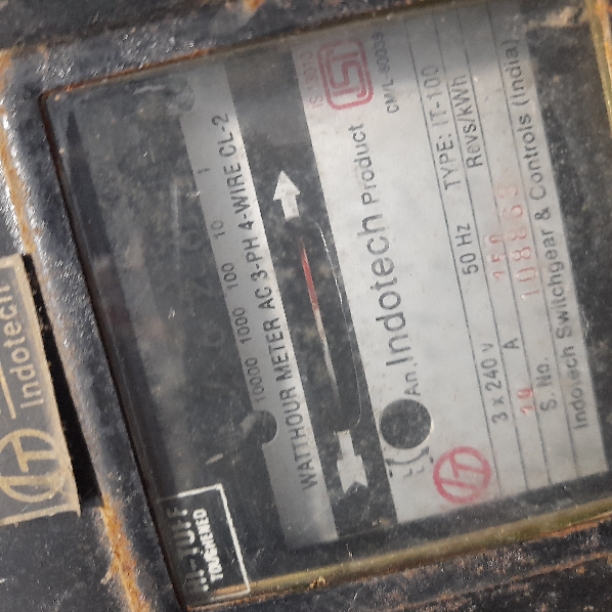 10000 1000 100 10 1
WATTHOUR METER AC 3-PH 4-WIRE CL-2
ISI
CM/L
An. Indotech Product
3 x 240 V 50 Hz TYPE: IT-100
A Revs/kWh
S. No.
Indotech Switchgear & Controls (India)
TOUGHENED
Indotech